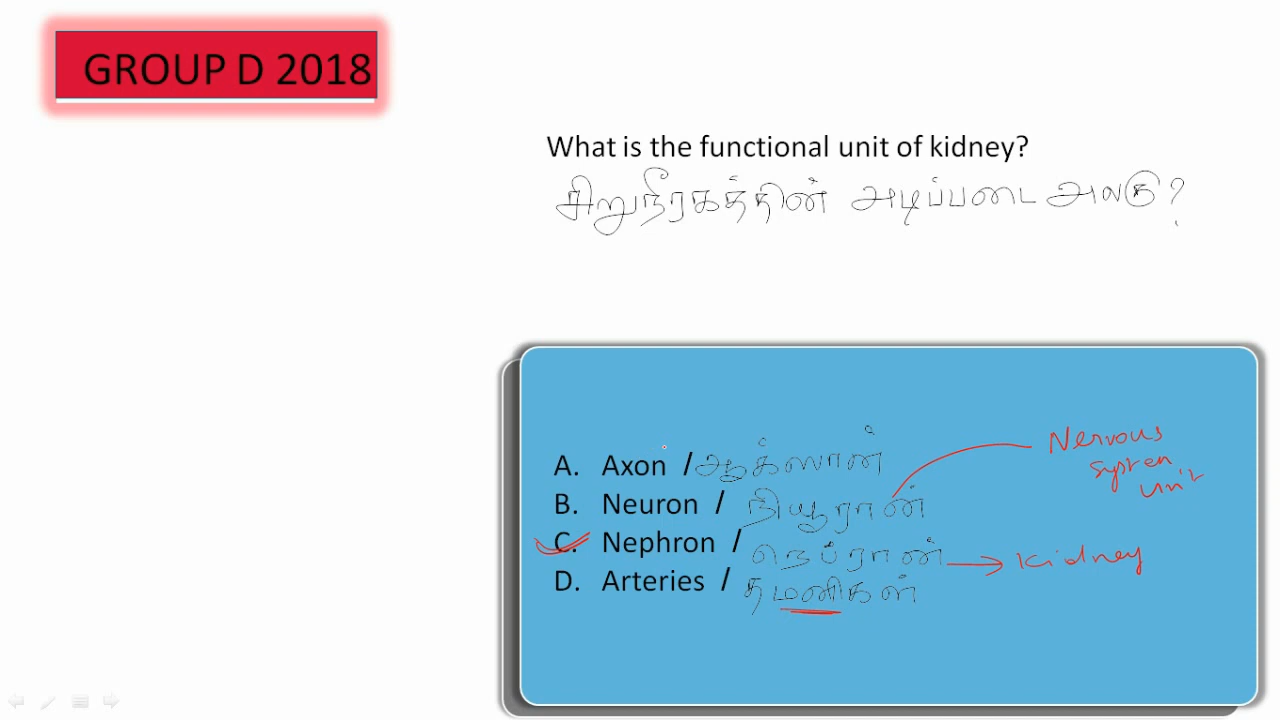 GROUP D 2018
What is the functional unit of kidney?
சிறுநீரகத்தின் அடிப்படை அலகு?
A. Axon / ஆக்ஸான்
B. Neuron / நியூரான்
C. Nephron / நெப்ரான்
D. Arteries / தமனிகள்
Nervous
system
unit
Kidney